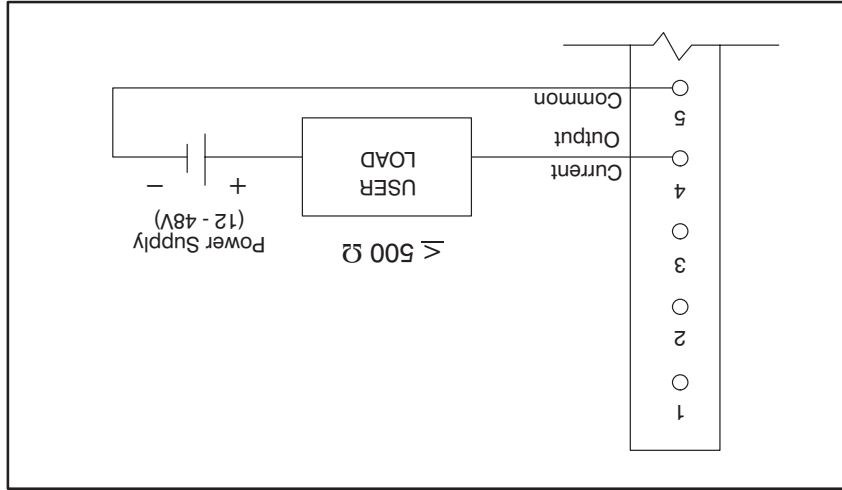 1
2
3
≤ 500 Ω
Power Supply
(12 - 48V)
4
Current
Output
USER
LOAD
+
−
5
Common